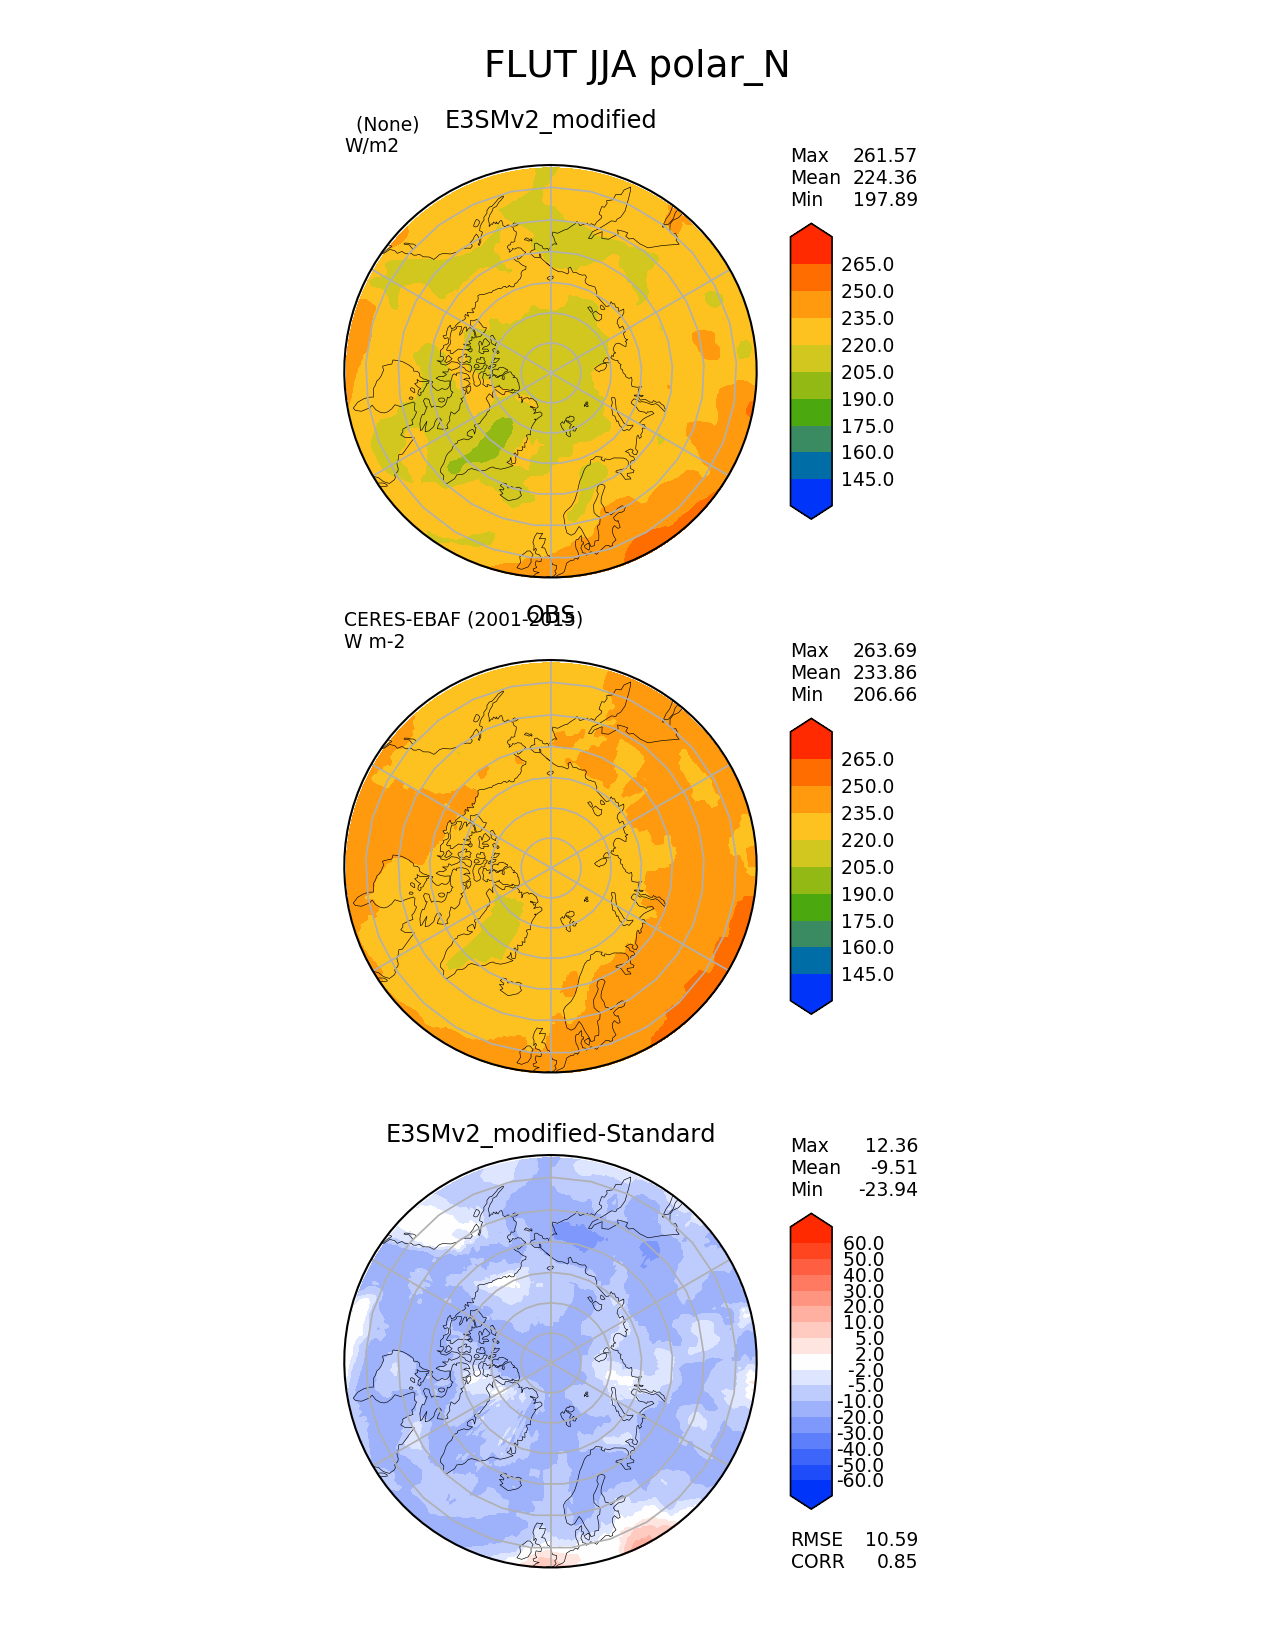 FLUT JJA polar_N
(None)
E3SMv2_modified
W/m2
Max 261.57
Mean 224.36
Min 197.89
265.0
250.0
235.0
220.0
205.0
190.0
175.0
160.0
145.0
OBS
CERES-EBAF (2001-2015)
W m-2
Max 263.69
Mean 233.86
Min 206.66
265.0
250.0
235.0
220.0
205.0
190.0
175.0
160.0
145.0
E3SMv2_modified-Standard
Max 12.36
Mean -9.51
Min -23.94
60.0
50.0
40.0
30.0
20.0
10.0
5.0
2.0
-2.0
-5.0
-10.0
-20.0
-30.0
-40.0
-50.0
-60.0
RMSE 10.59
CORR 0.85